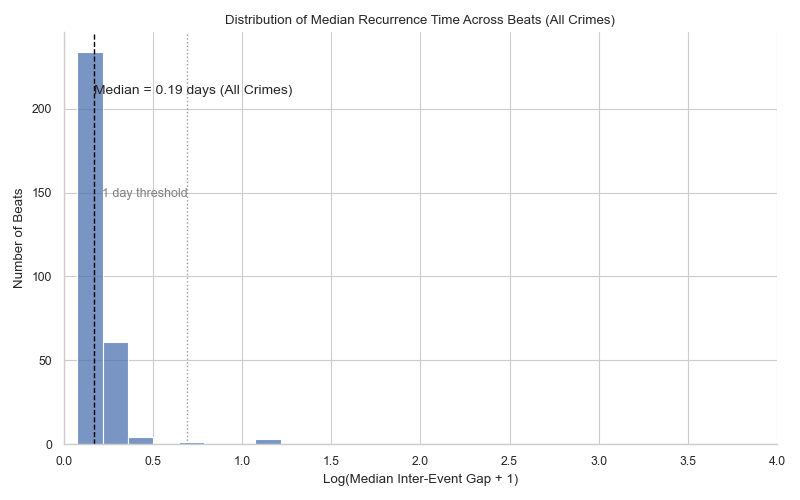 Distribution of Median Recurrence Time Across Beats (All Crimes)
Median = 0.19 days (All Crimes)
1 day threshold
Number of Beats
200
150
100
50
0
0.0 0.5 1.0 1.5 2.0 2.5 3.0 3.5 4.0
Log(Median Inter-Event Gap + 1)